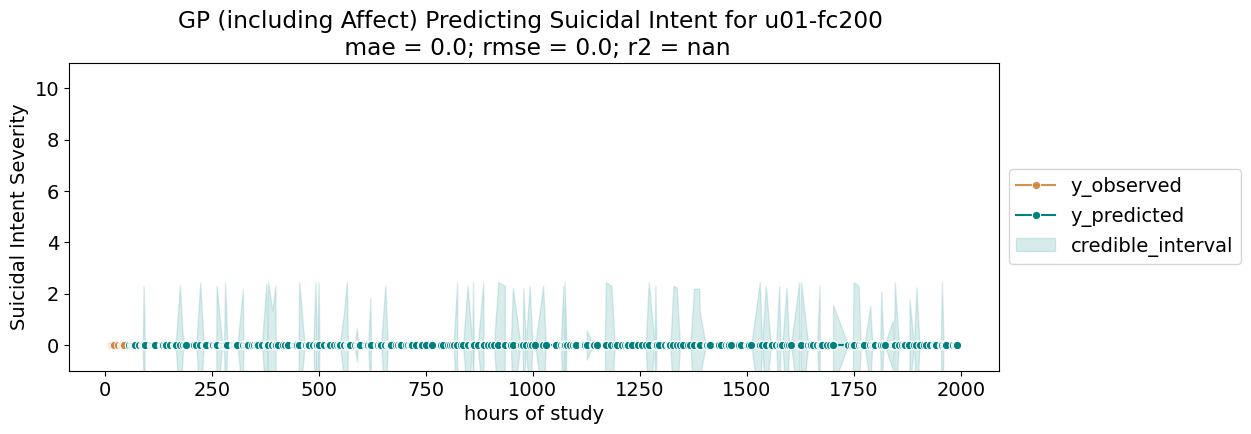 GP (including Affect) Predicting Suicidal Intent for u01-fc200
mae = 0.0; rmse = 0.0; r2 = nan
Suicidal Intent Severity
10
8
6
4
2
0
0 250 500 750 1000 1250 1500 1750 2000
hours of study
y_observed
y_predicted
credible_interval